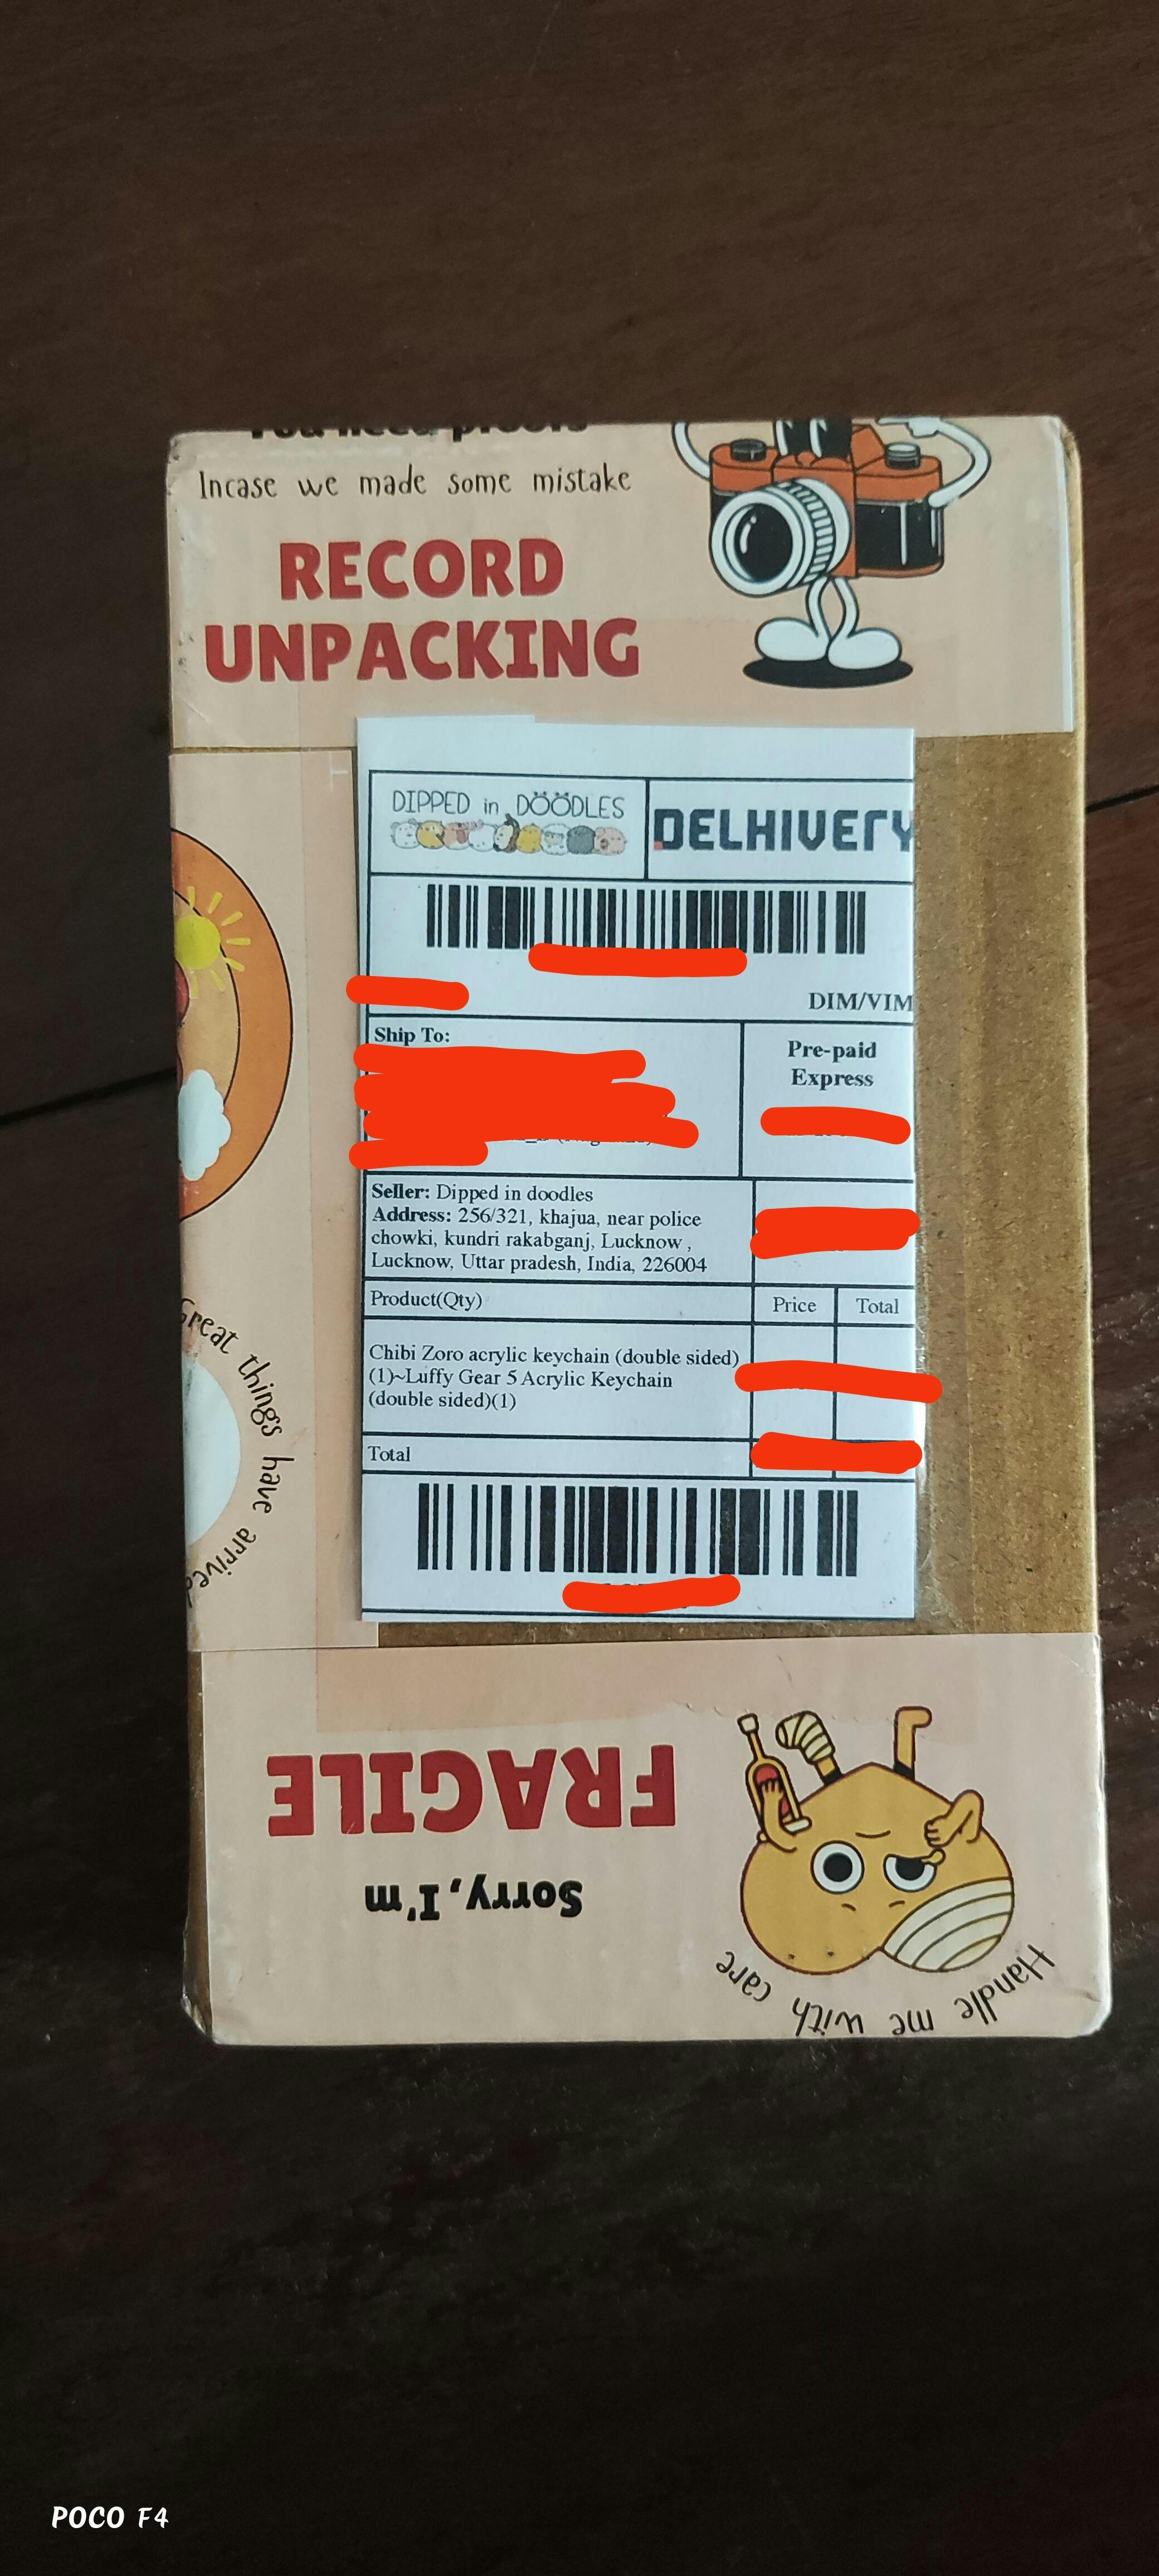 Incase we made some mistake
RECORD
UNPACKING
DIPPED in DÖÖDLES
DELHIVERY
DIM/VIM
Ship To:
Pre-paid
Express
Seller: Dipped in doodles
Address: 256/321, khajua, near police
chowki, kundri rakabganj, Lucknow ,
Lucknow, Uttar pradesh, India, 226004
Product(Qty)
Price
Total
Chibi Zoro acrylic keychain (double sided)
(1)~Luffy Gear 5 Acrylic Keychain
(double sided)(1)
Total
Great things have arrived
Sorry, I'm
FRAGILE
Handle me with care
POCO F4